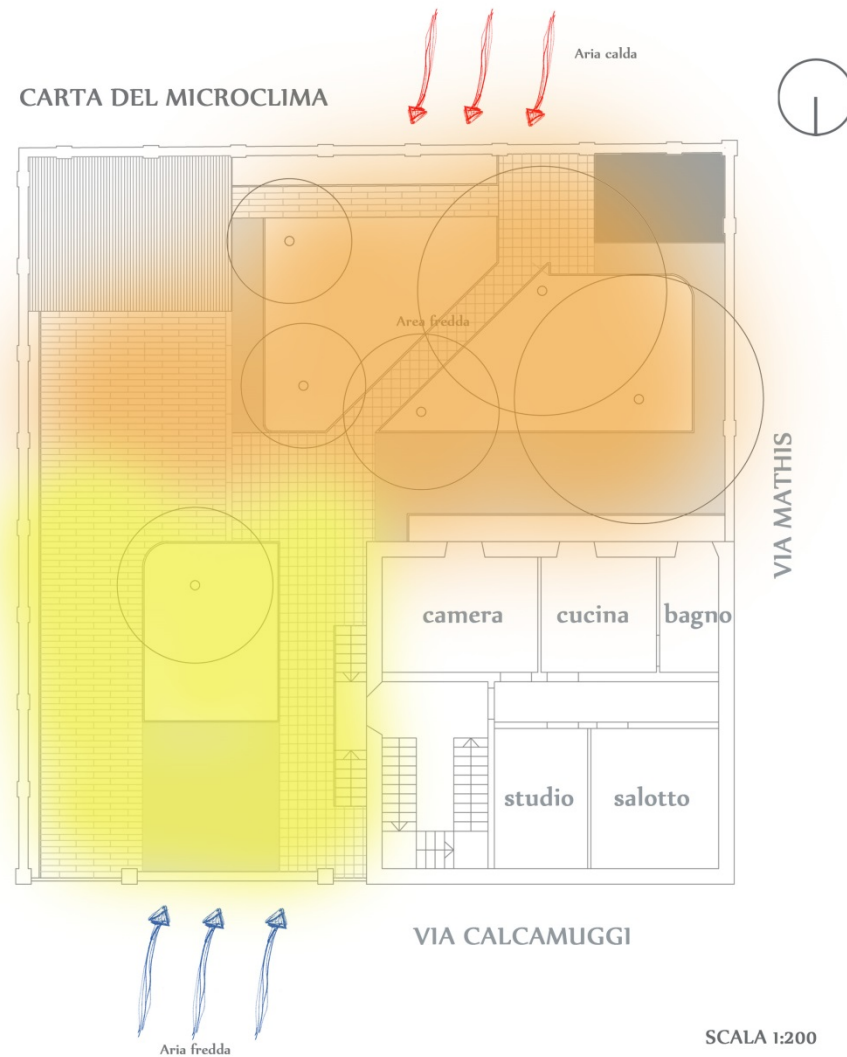 Aria calda
CARTA DEL MICROCLIMA
Area fredda
VIA MATHIS
camera
cucina
bagno
studio
salotto
VIA CALCAMUGGI
Aria fredda
SCALA 1:200